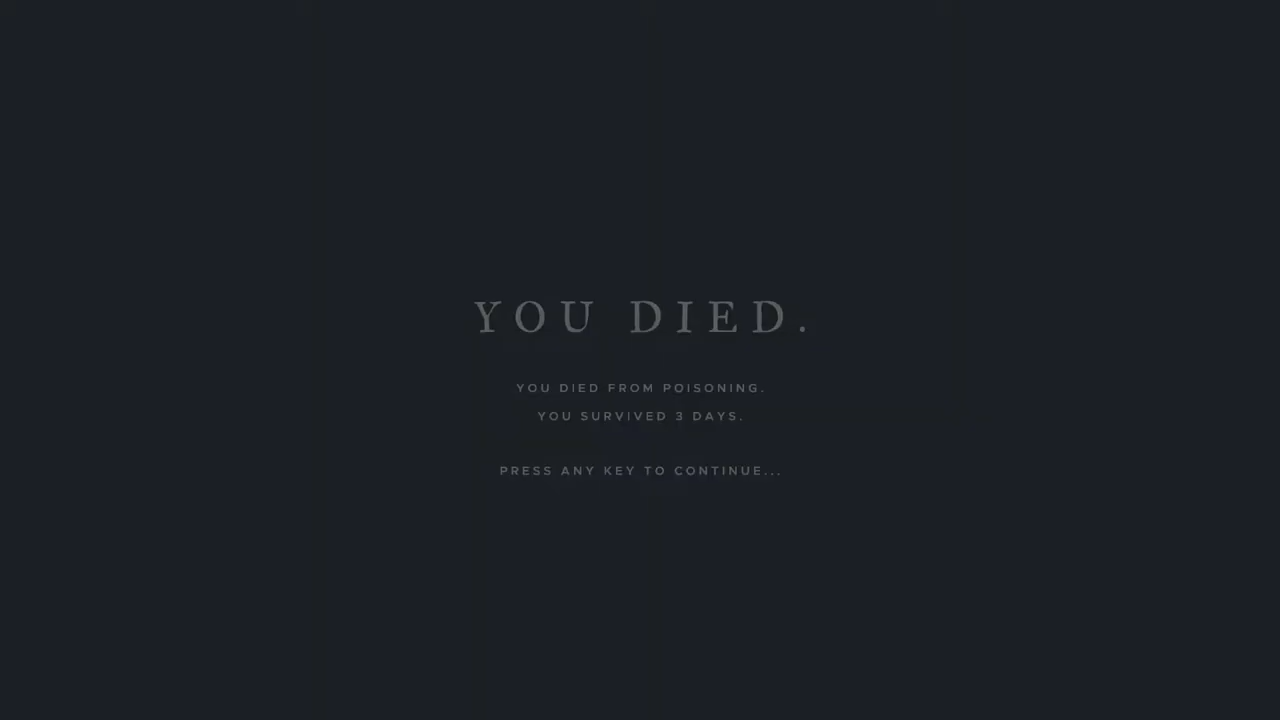 YOU DIED.
YOU DIED FROM POISONING.
YOU SURVIVED 3 DAYS.
PRESS ANY KEY TO CONTINUE...